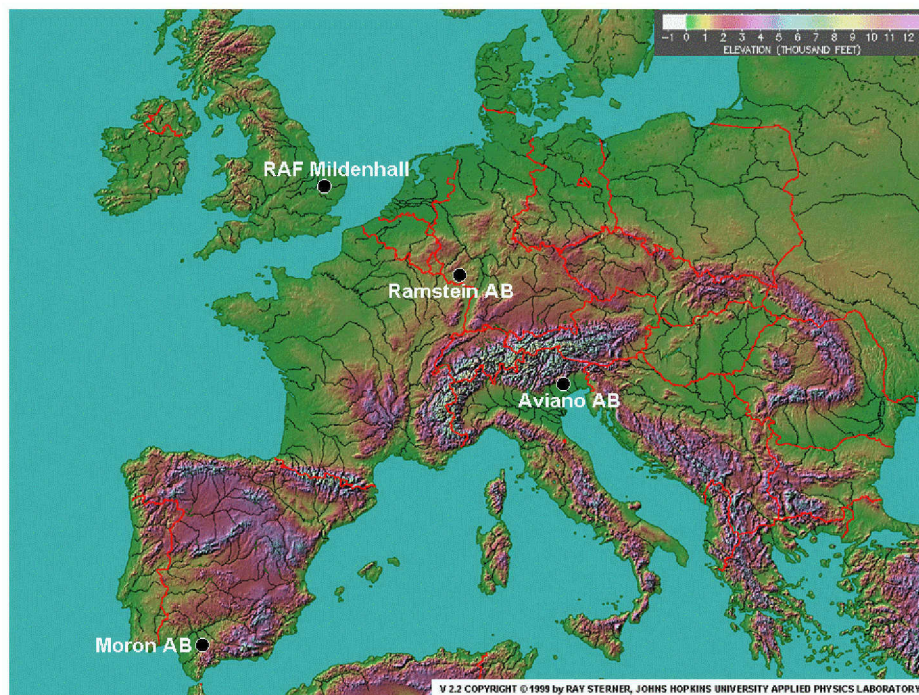 -1 0 1 2 3 4 5 6 7 8 9 10 11 12
ELEVATION (THOUSAND FEET)
RAF Mildenhall
Ramstein AB
Aviano AB
Moron AB
V 2.2 COPYRIGHT © 1999 by RAY STERNER, JOHNS HOPKINS UNIVERSITY APPLIED PHYSICS LABORATORY